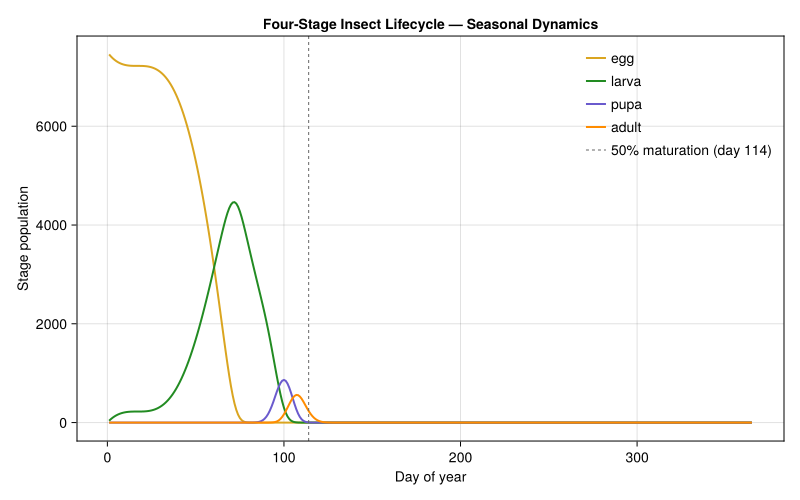 Four-Stage Insect Lifecycle — Seasonal Dynamics
egg
larva
pupa
adult
50% maturation (day 114)
Stage population
6000
4000
2000
0
0 100 200 300
Day of year